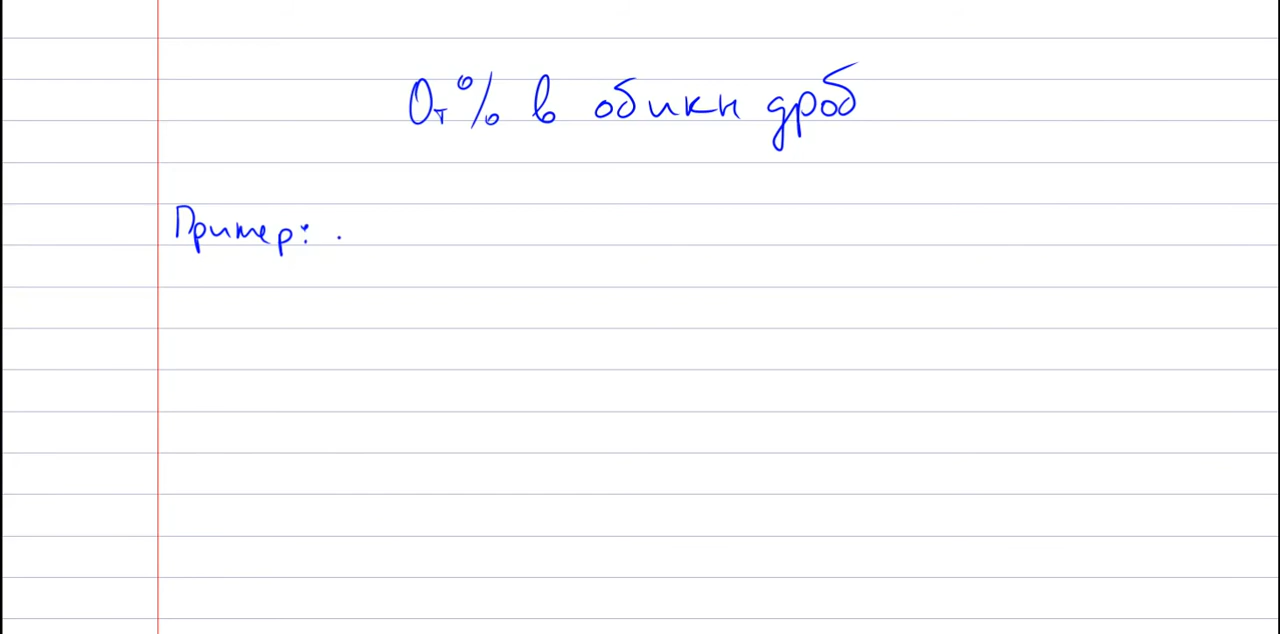 От % в обикн дроб
Пример: .